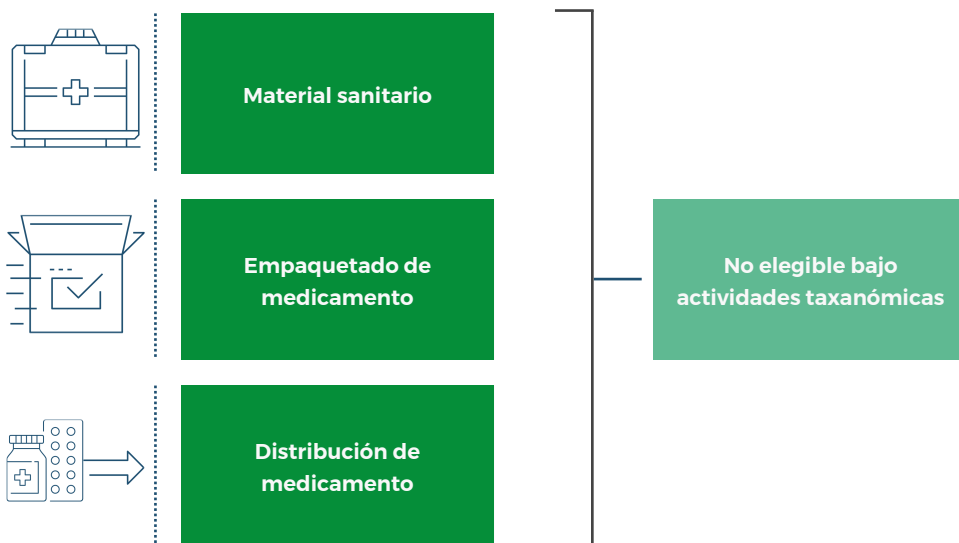 Material sanitario
Empaquetado de
medicamento
No elegible bajo
actividades taxanómicas
Distribución de
medicamento